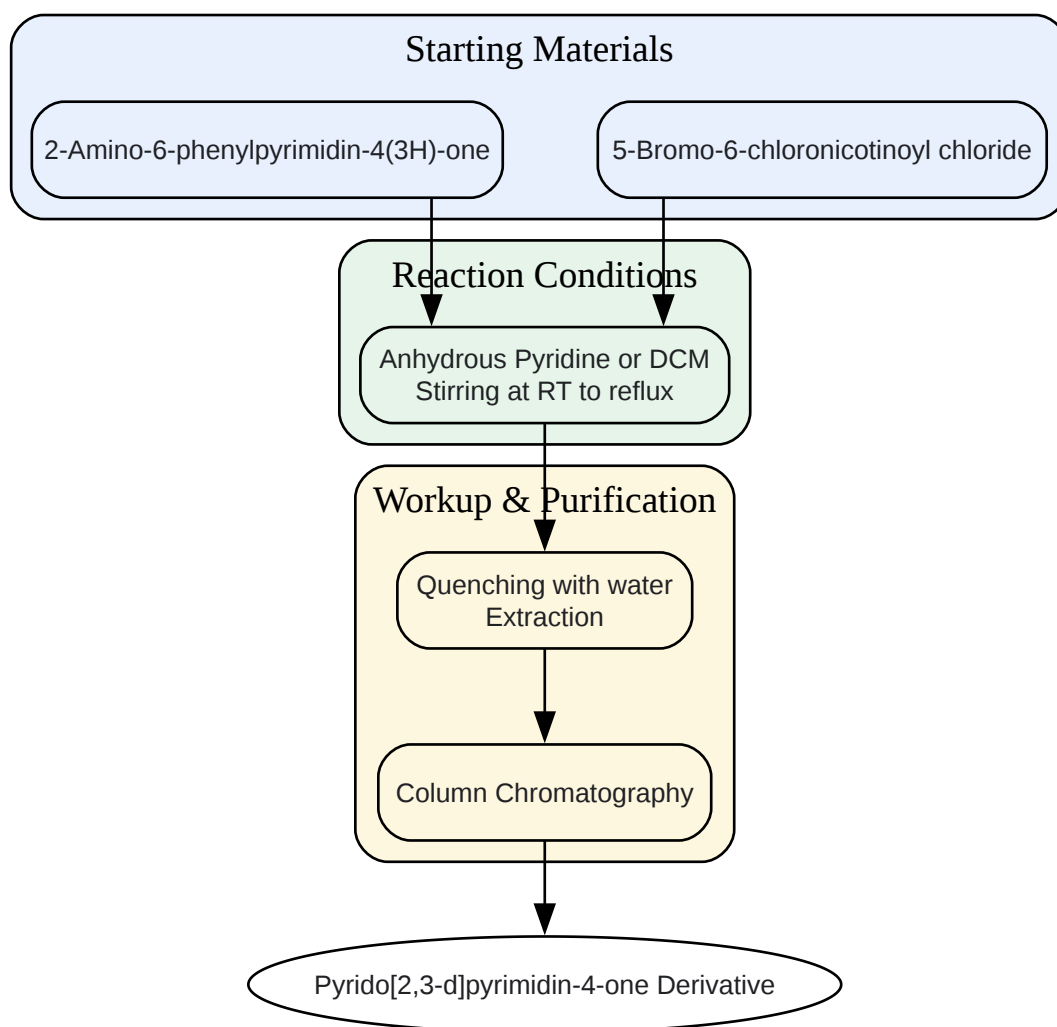 Starting Materials
2-Amino-6-phenylpyrimidin-4(3H)-one
5-Bromo-6-chloronicotinoyl chloride
Reaction Conditions
Anhydrous Pyridine or DCM
Stirring at RT to reflux
Workup & Purification
Quenching with water
Extraction
Column Chromatography
Pyrido[2,3-d]pyrimidin-4-one Derivative